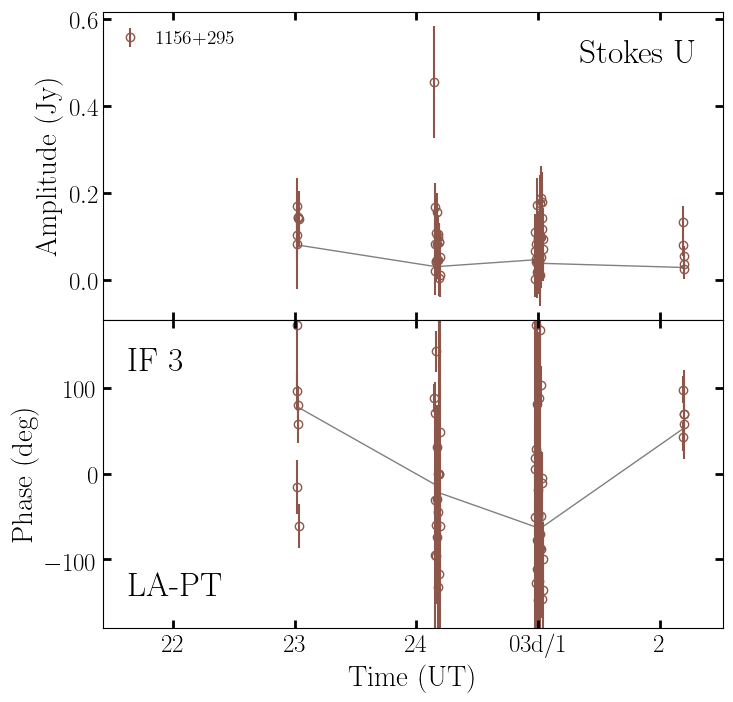 0.6
1156+295
Stokes U
0.4
0.2
0.0
Amplitude (Jy)
IF 3
100
0
−100
Phase (deg)
LA-PT
22 23 24 03d/1 2
Time (UT)